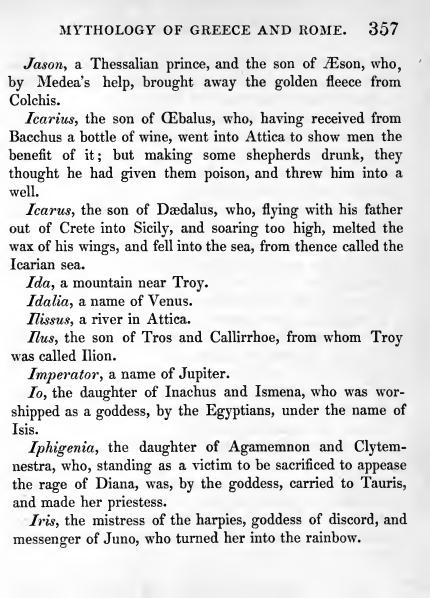 MYTHOLOGY OF GREECE AND ROME. 357
Jason, a Thessalian prince, and the son of Æson, who,
by Medea's help, brought away the golden fleece from
Colchis.
Icarius, the son of Œbalus, who, having received from
Bacchus a bottle of wine, went into Attica to show men the
benefit of it; but making some shepherds drunk, they
thought he had given them poison, and threw him into a
well.
Icarus, the son of Dædalus, who, flying with his father
out of Crete into Sicily, and soaring too high, melted the
wax of his wings, and fell into the sea, from thence called the
Icarian sea.
Ida, a mountain near Troy.
Idalia, a name of Venus.
Ilissus, a river in Attica.
Ilus, the son of Tros and Callirrhoe, from whom Troy
was called Ilion.
Imperator, a name of Jupiter.
Io, the daughter of Inachus and Ismena, who was wor-
shipped as a goddess, by the Egyptians, under the name of
Isis.
Iphigenia, the daughter of Agamemnon and Clytem-
nestra, who, standing as a victim to be sacrificed to appease
the rage of Diana, was, by the goddess, carried to Tauris,
and made her priestess.
Iris, the mistress of the harpies, goddess of discord, and
messenger of Juno, who turned her into the rainbow.